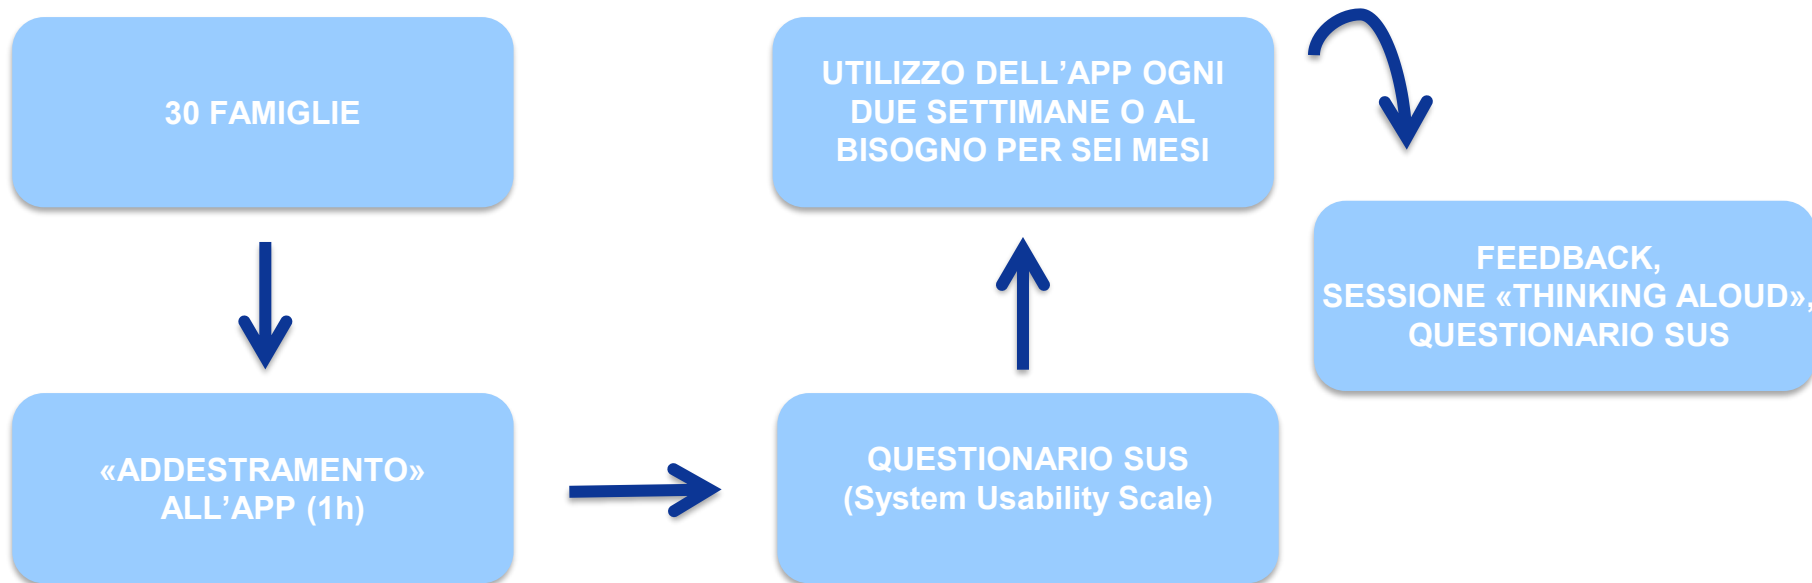 30 FAMIGLIE
«ADDESTRAMENTO»
ALL’APP (1h)
QUESTIONARIO SUS
(System Usability Scale)
UTILIZZO DELL’APP OGNI
DUE SETTIMANE O AL
BISOGNO PER SEI MESI
FEEDBACK,
SESSIONE «THINKING ALOUD»,
QUESTIONARIO SUS